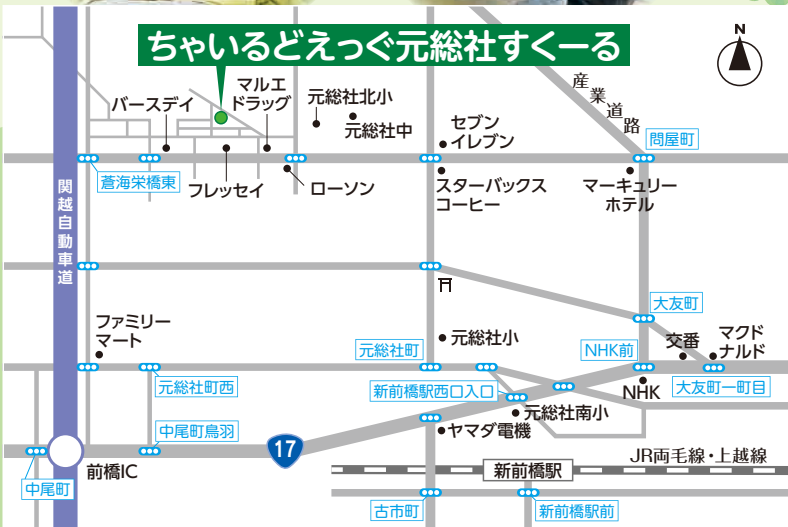 ちゃいるどえっぐ元総社すくーる
N
産業道路
バースデイ
マルエ
ドラッグ
元総社北小
元総社中
セブン
イレブン
問屋町
蒼海栄橋東
フレッセイ
ローソン
スターバックス
コーヒー
マーキュリー
ホテル
関越自動車道
大友町
ファミリー
マート
元総社町
元総社小
NHK前
交番
マクド
ナルド
元総社町西
新前橋駅西口入口
NHK
大友町一町目
元総社南小
中尾町鳥羽
17
ヤマダ電機
前橋IC
新前橋駅
JR両毛線・上越線
中尾町
古市町
新前橋駅前